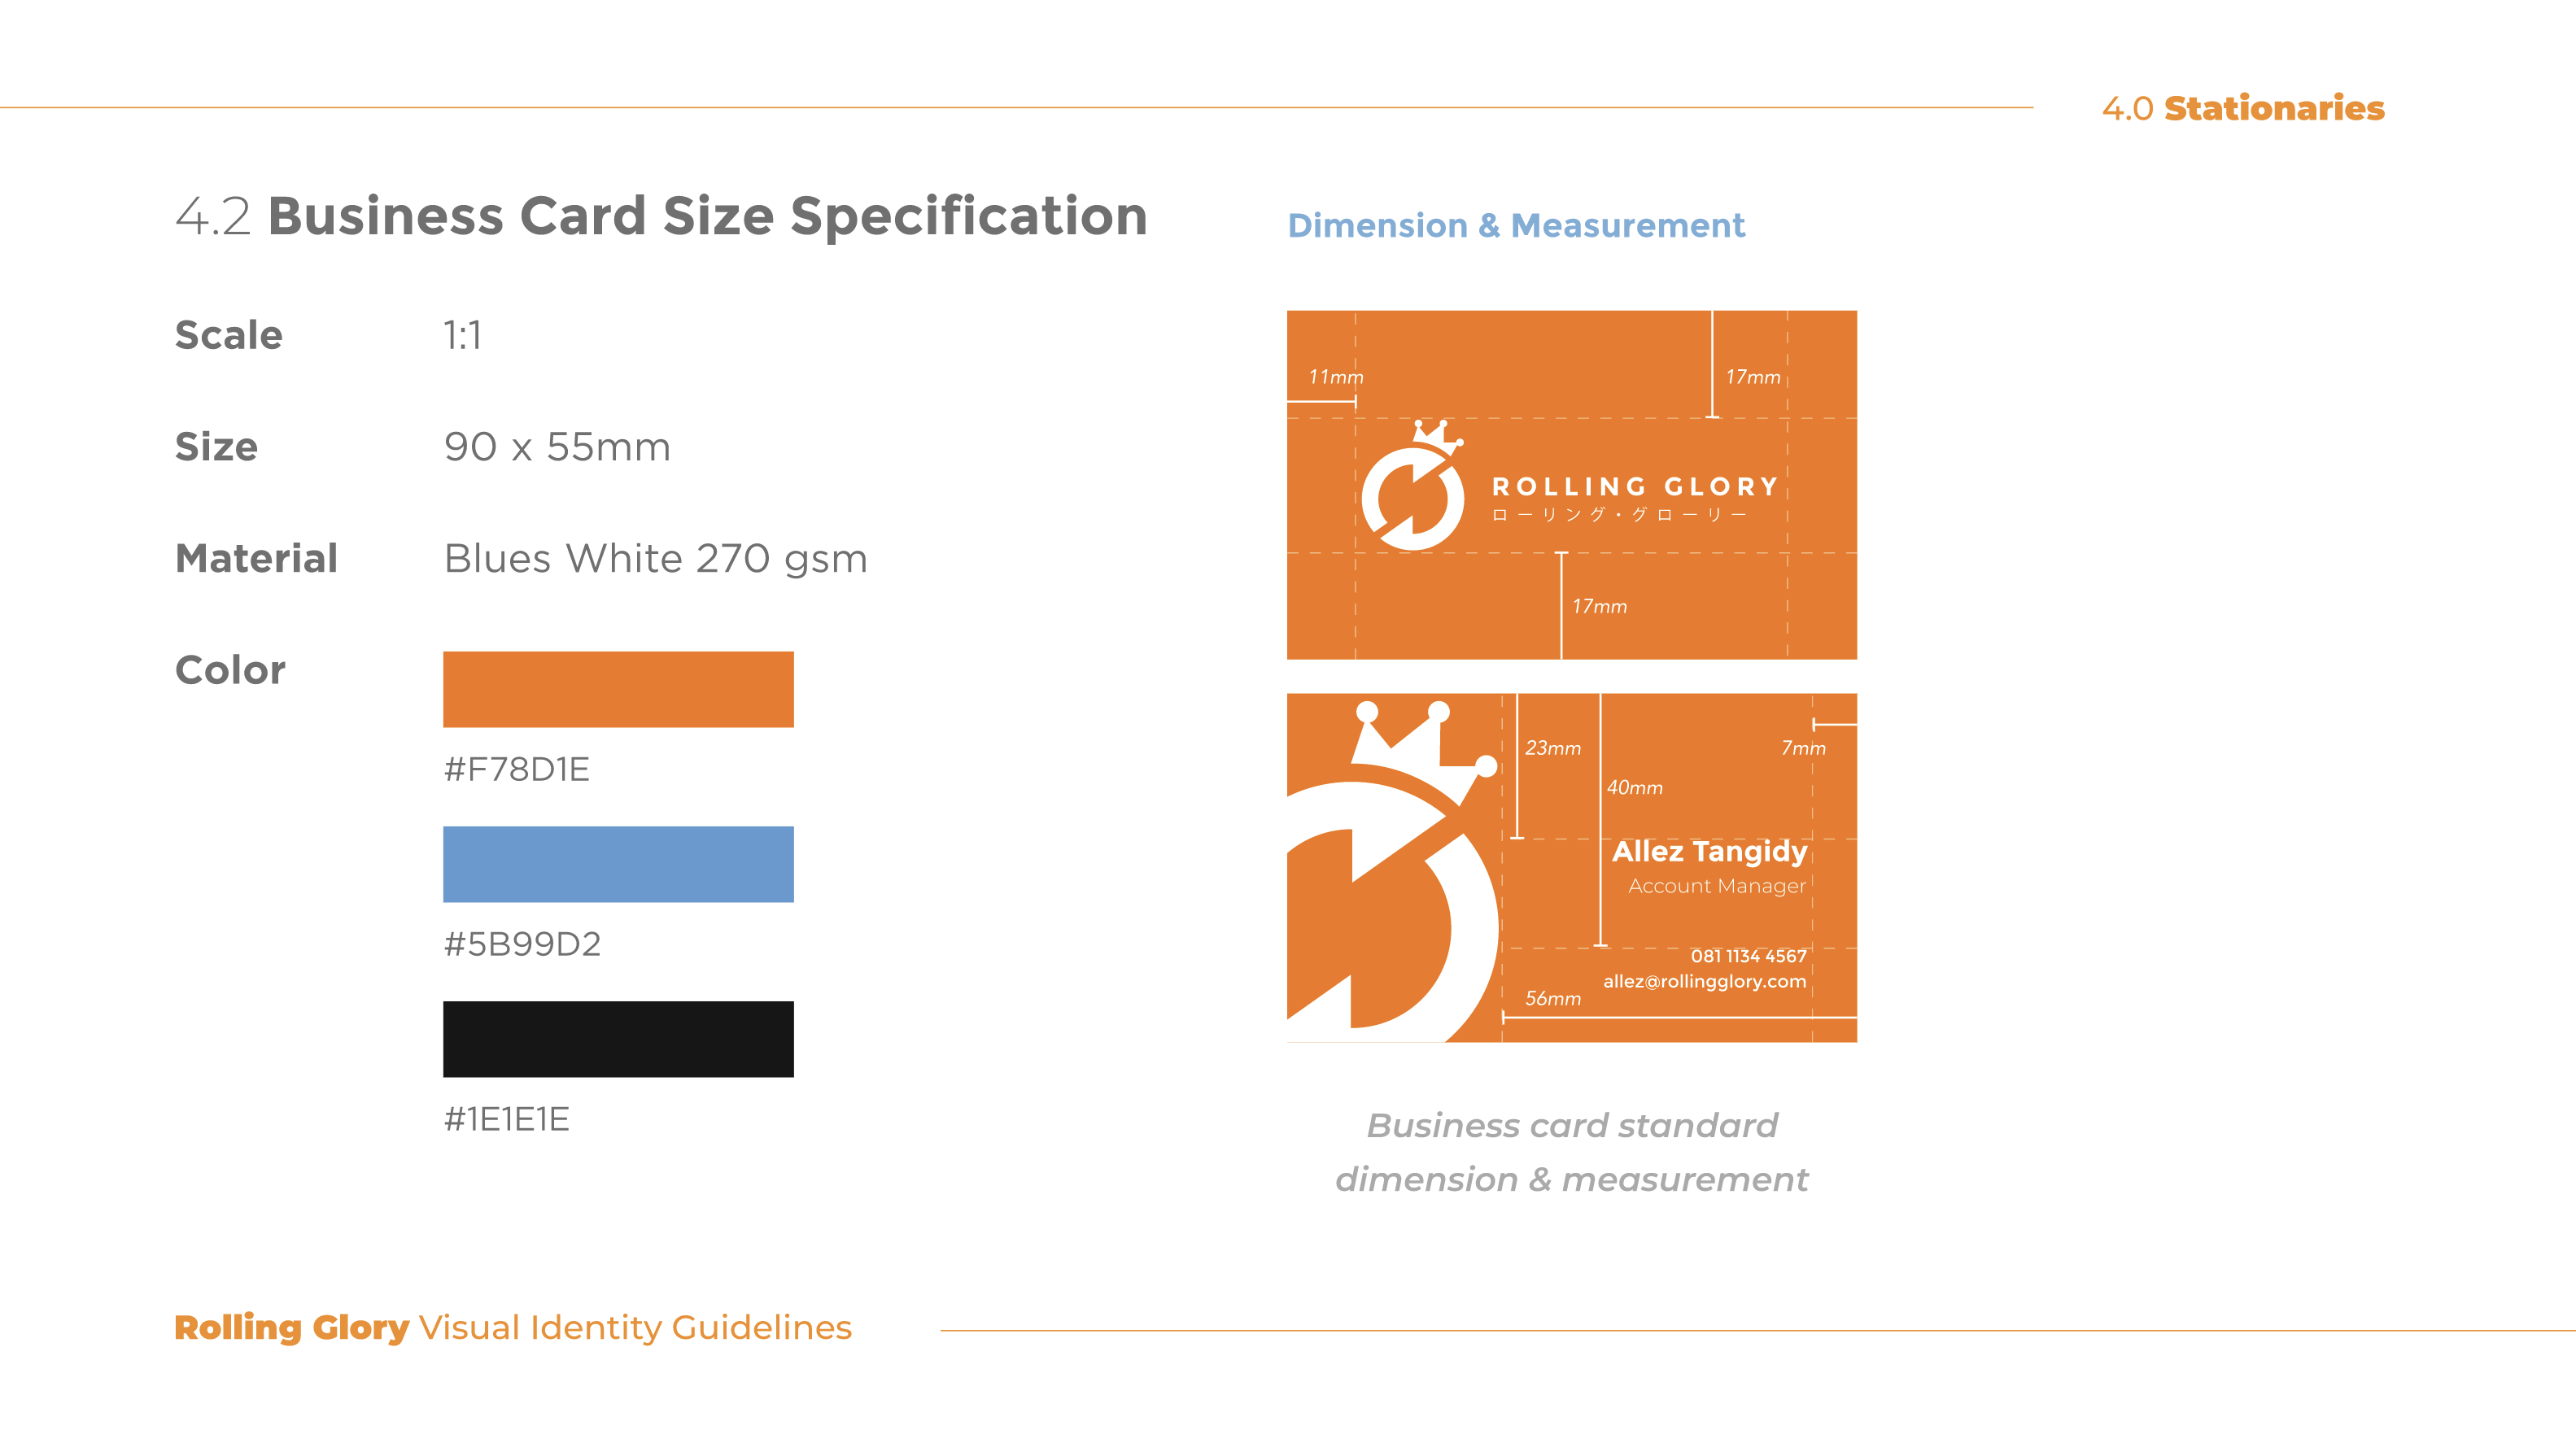 4.0 Stationaries
4.2 Business Card Size Specification
Scale 1:1
Size 90 x 55mm
Material Blues White 270 gsm
Color
#F78D1E
#5B99D2
#1E1E1E
Dimension & Measurement
11mm
17mm
ROLLING GLORY
ローリング・グローリー
17mm
23mm
7mm
40mm
Allez Tangidy
Account Manager
081 1134 4567
allez@rollingglory.com
56mm
Business card standard
dimension & measurement
Rolling Glory Visual Identity Guidelines